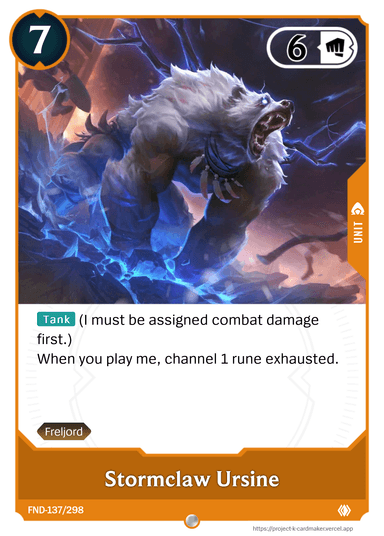 7
6
UNIT
Tank (I must be assigned combat damage
first.)
When you play me, channel 1 rune exhausted.
Freljord
Stormclaw Ursine
FND-137/298
https://project-k-cardmaker.vercel.app